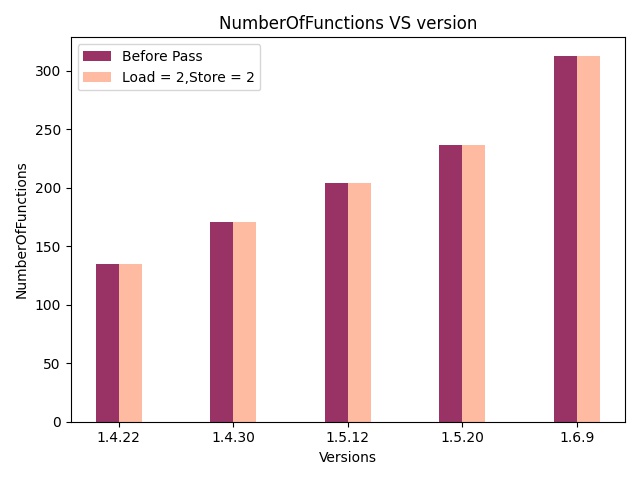 NumberOfFunctions VS version
Before Pass
Load = 2,Store = 2
NumberOfFunctions
300
250
200
150
100
50
0
1.4.22 1.4.30 1.5.12 1.5.20 1.6.9
Versions